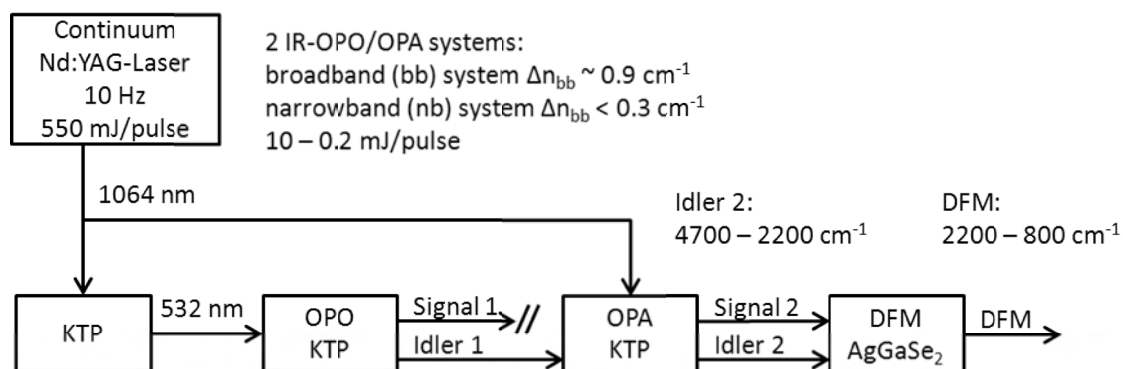 Continuum
Nd:YAG-Laser
10 Hz
550 mJ/pulse
2 IR-OPO/OPA systems:
broadband (bb) system Δn_bb ~ 0.9 cm⁻¹
narrowband (nb) system Δn_bb < 0.3 cm⁻¹
10 – 0.2 mJ/pulse
1064 nm
Idler 2:
4700 – 2200 cm⁻¹
DFM:
2200 – 800 cm⁻¹
KTP
532 nm
OPO
KTP
Signal 1
Idler 1
OPA
KTP
Signal 2
Idler 2
DFM
AgGaSe₂
DFM